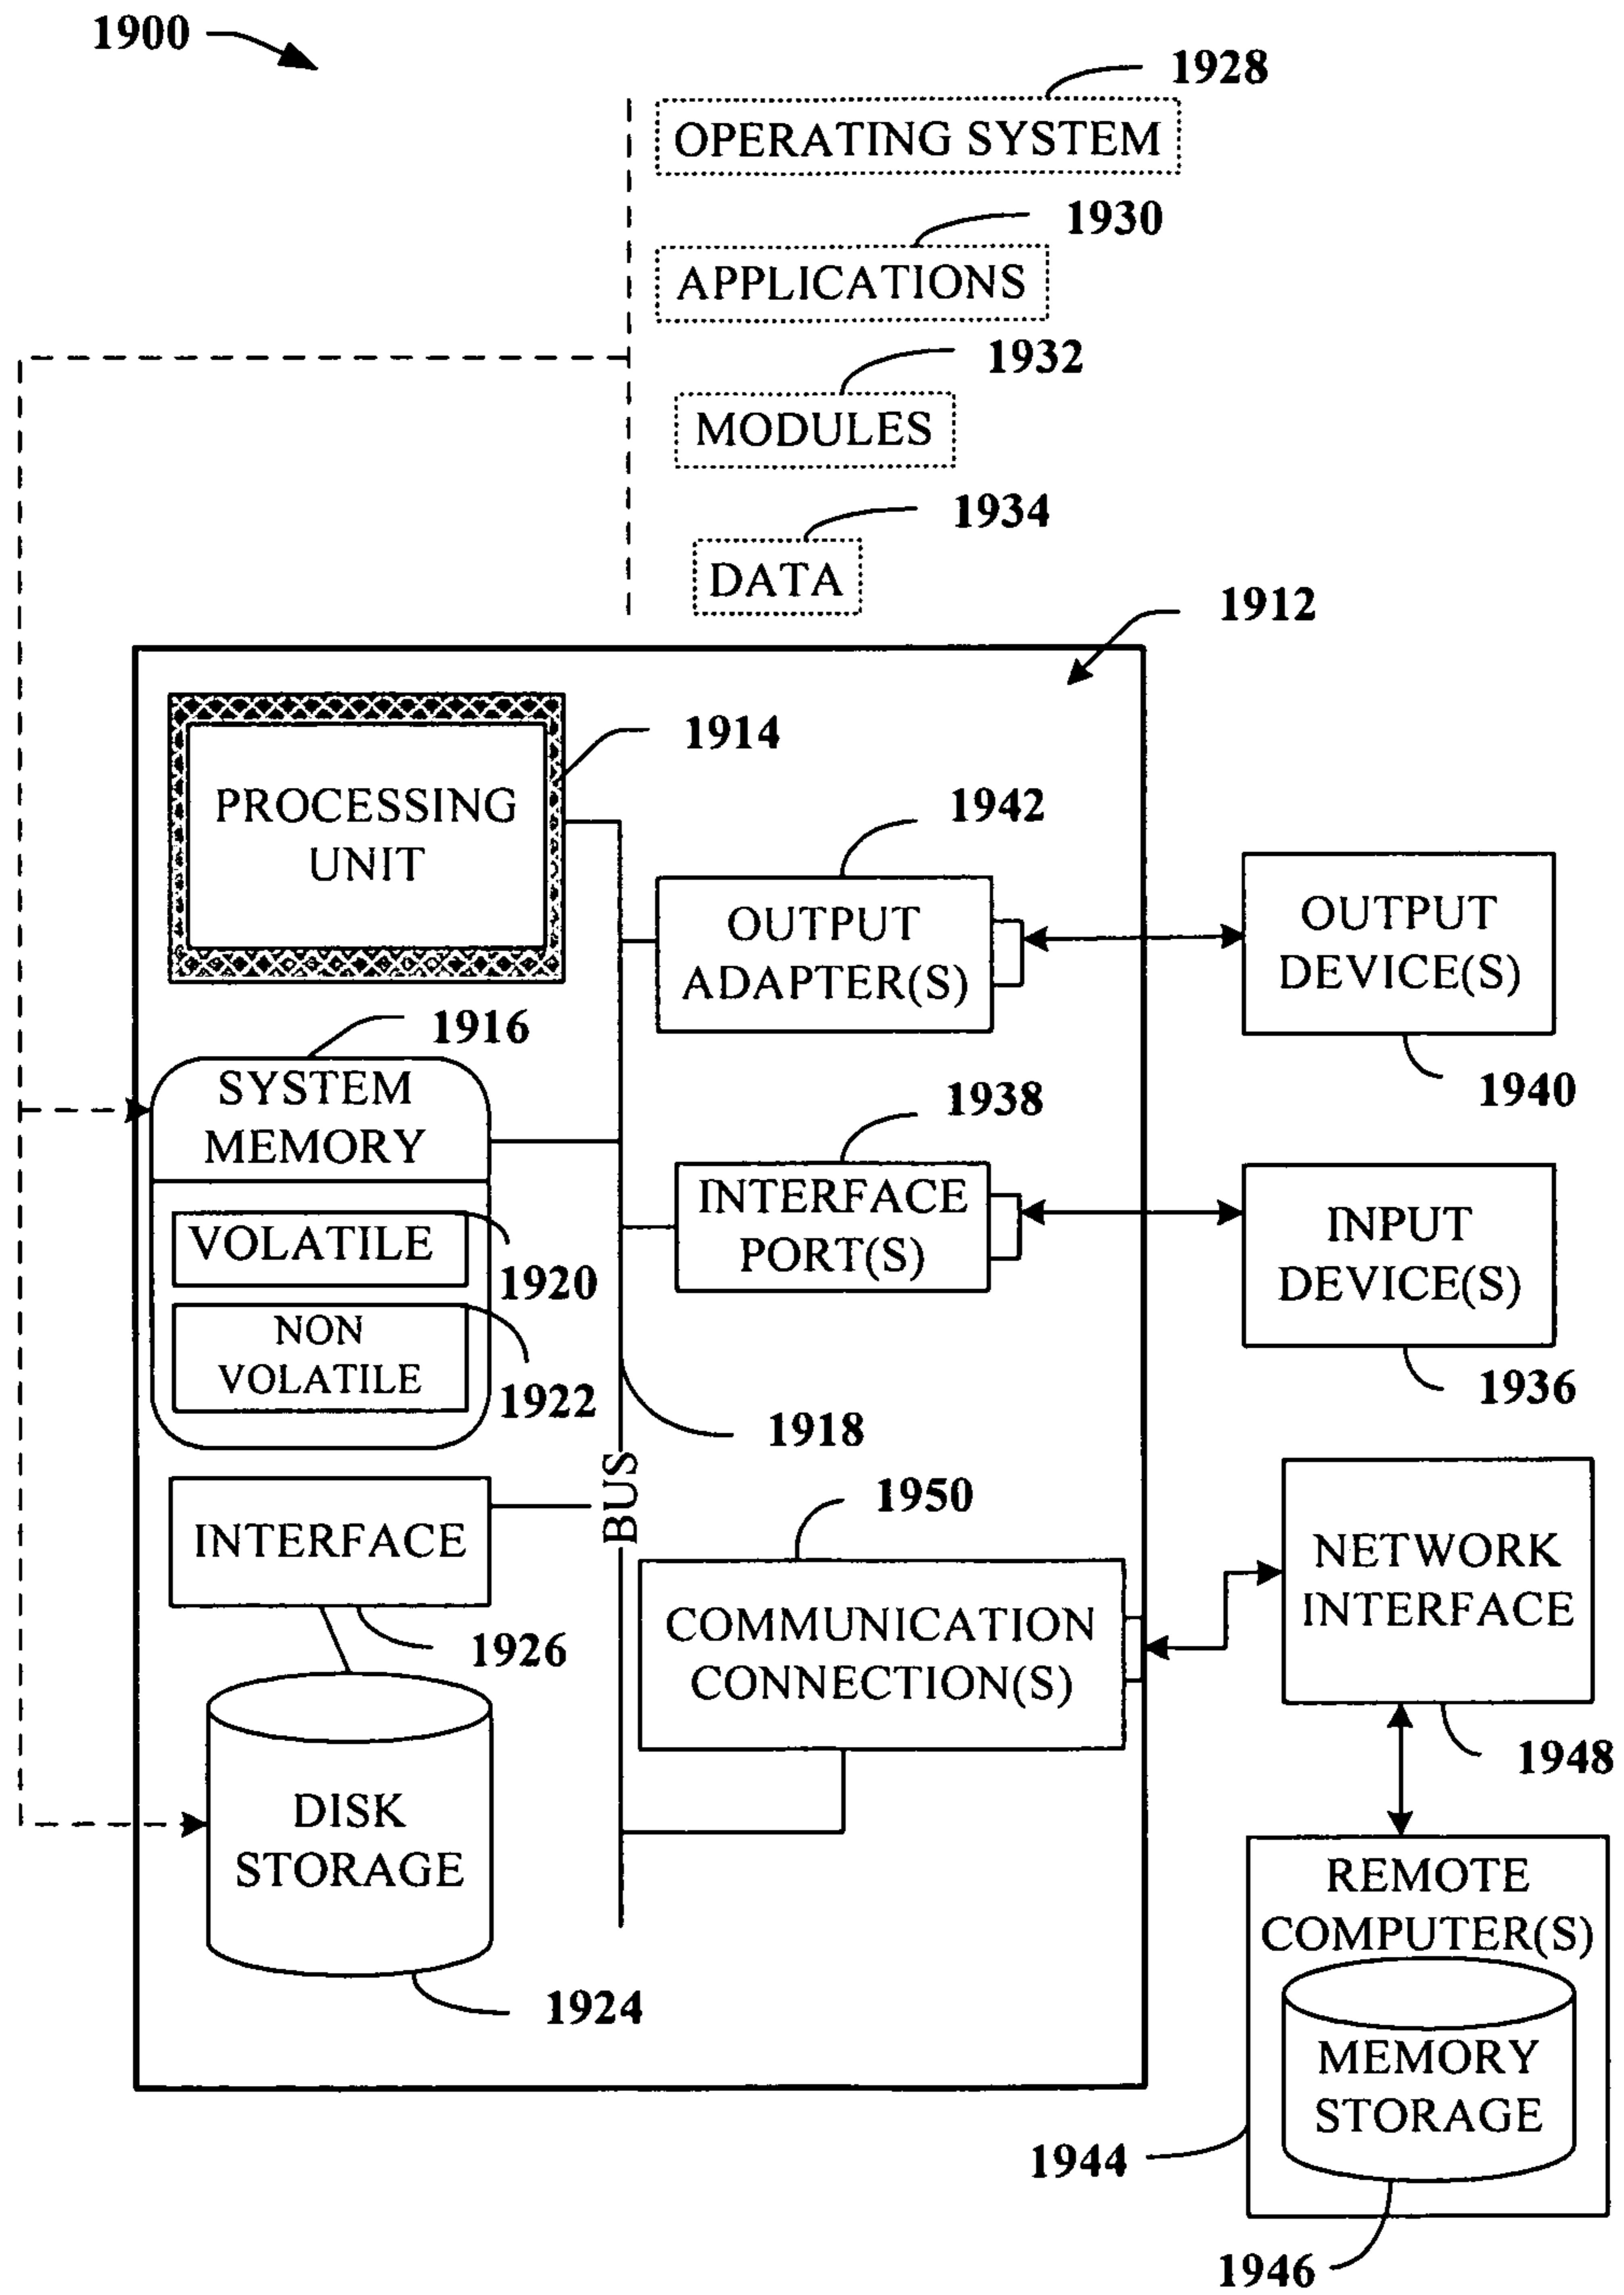 1900
1928
OPERATING SYSTEM
1930
APPLICATIONS
1932
MODULES
1934
DATA
1912
PROCESSING
UNIT
1914
1942
OUTPUT
ADAPTER(S)
OUTPUT
DEVICE(S)
1940
1916
SYSTEM
MEMORY
VOLATILE
1920
NON
VOLATILE
1922
1938
INTERFACE
PORT(S)
INPUT
DEVICE(S)
1936
1918
BUS
INTERFACE
1926
1950
COMMUNICATION
CONNECTION(S)
NETWORK
INTERFACE
1948
DISK
STORAGE
1924
REMOTE
COMPUTER(S)
MEMORY
STORAGE
1944
1946